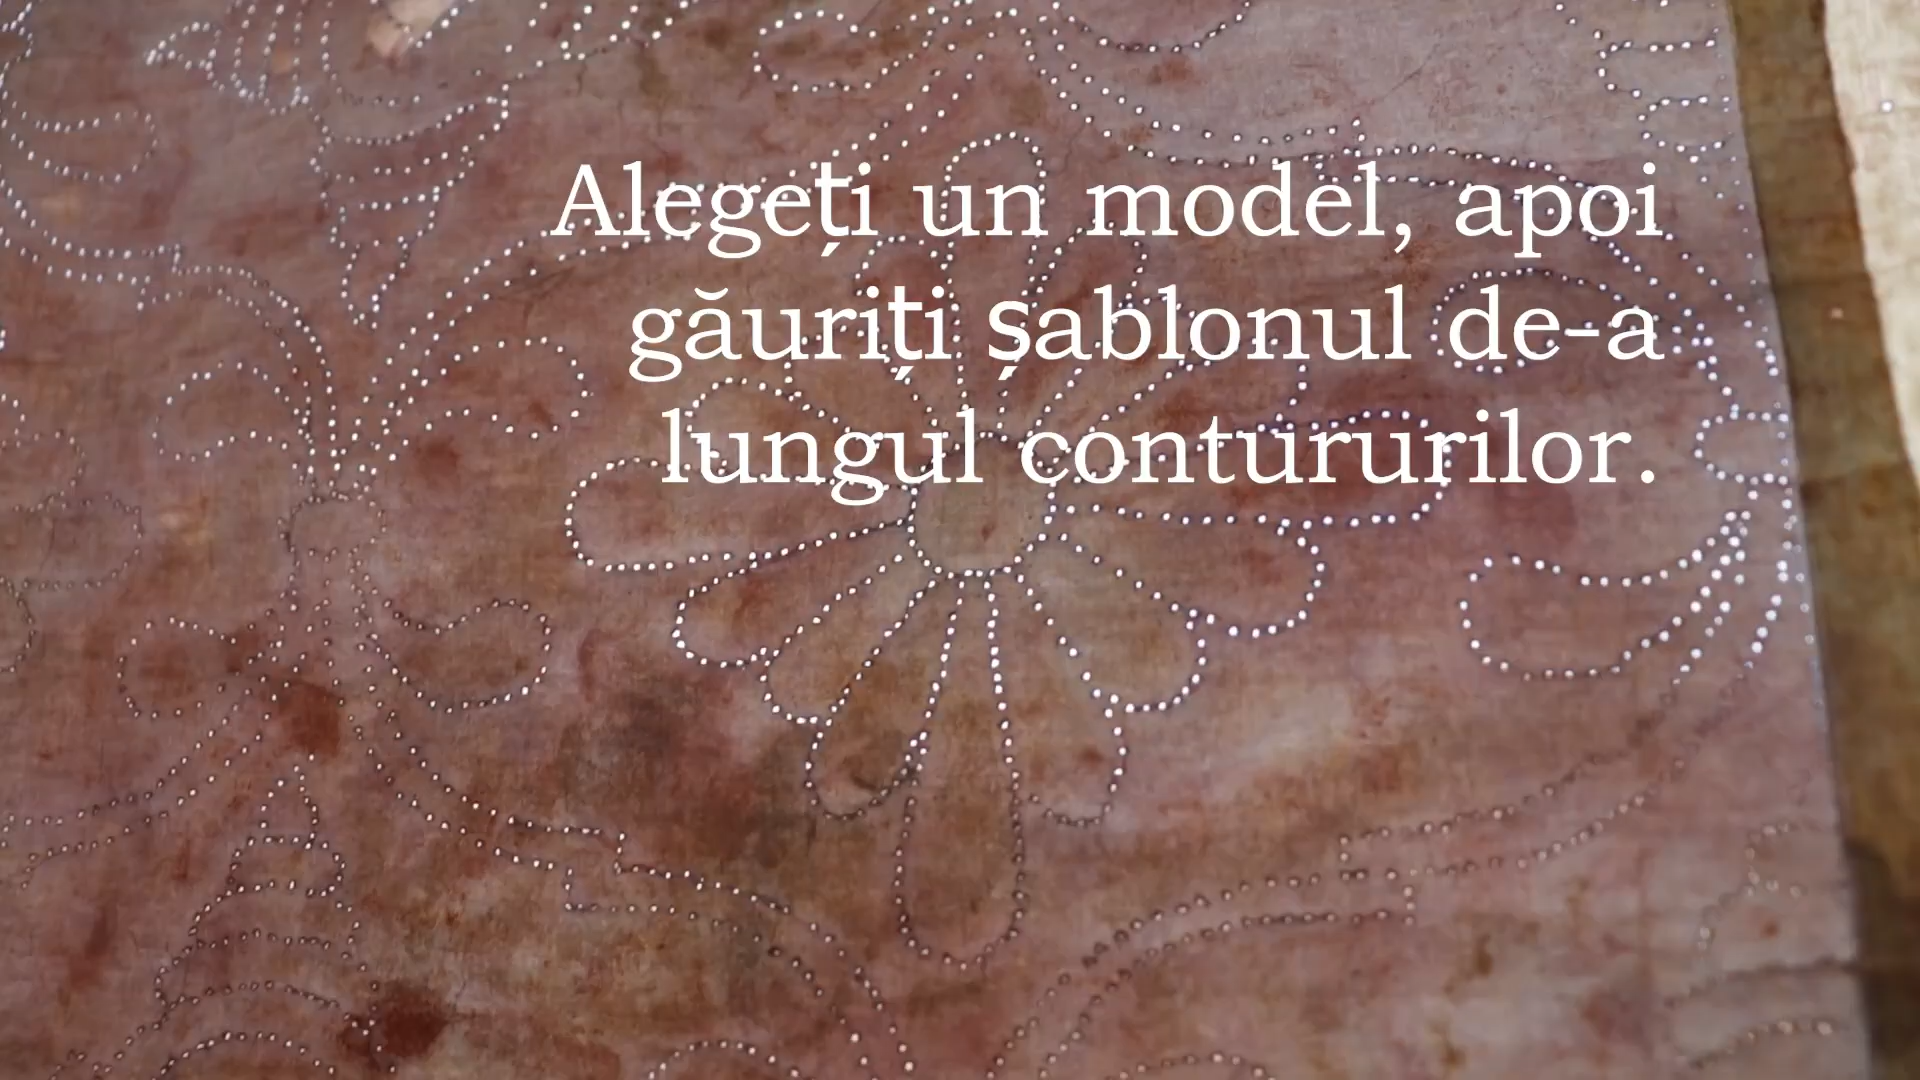 Alegeți un model, apoi
găuriți șablonul de-a
lungul contururilor.